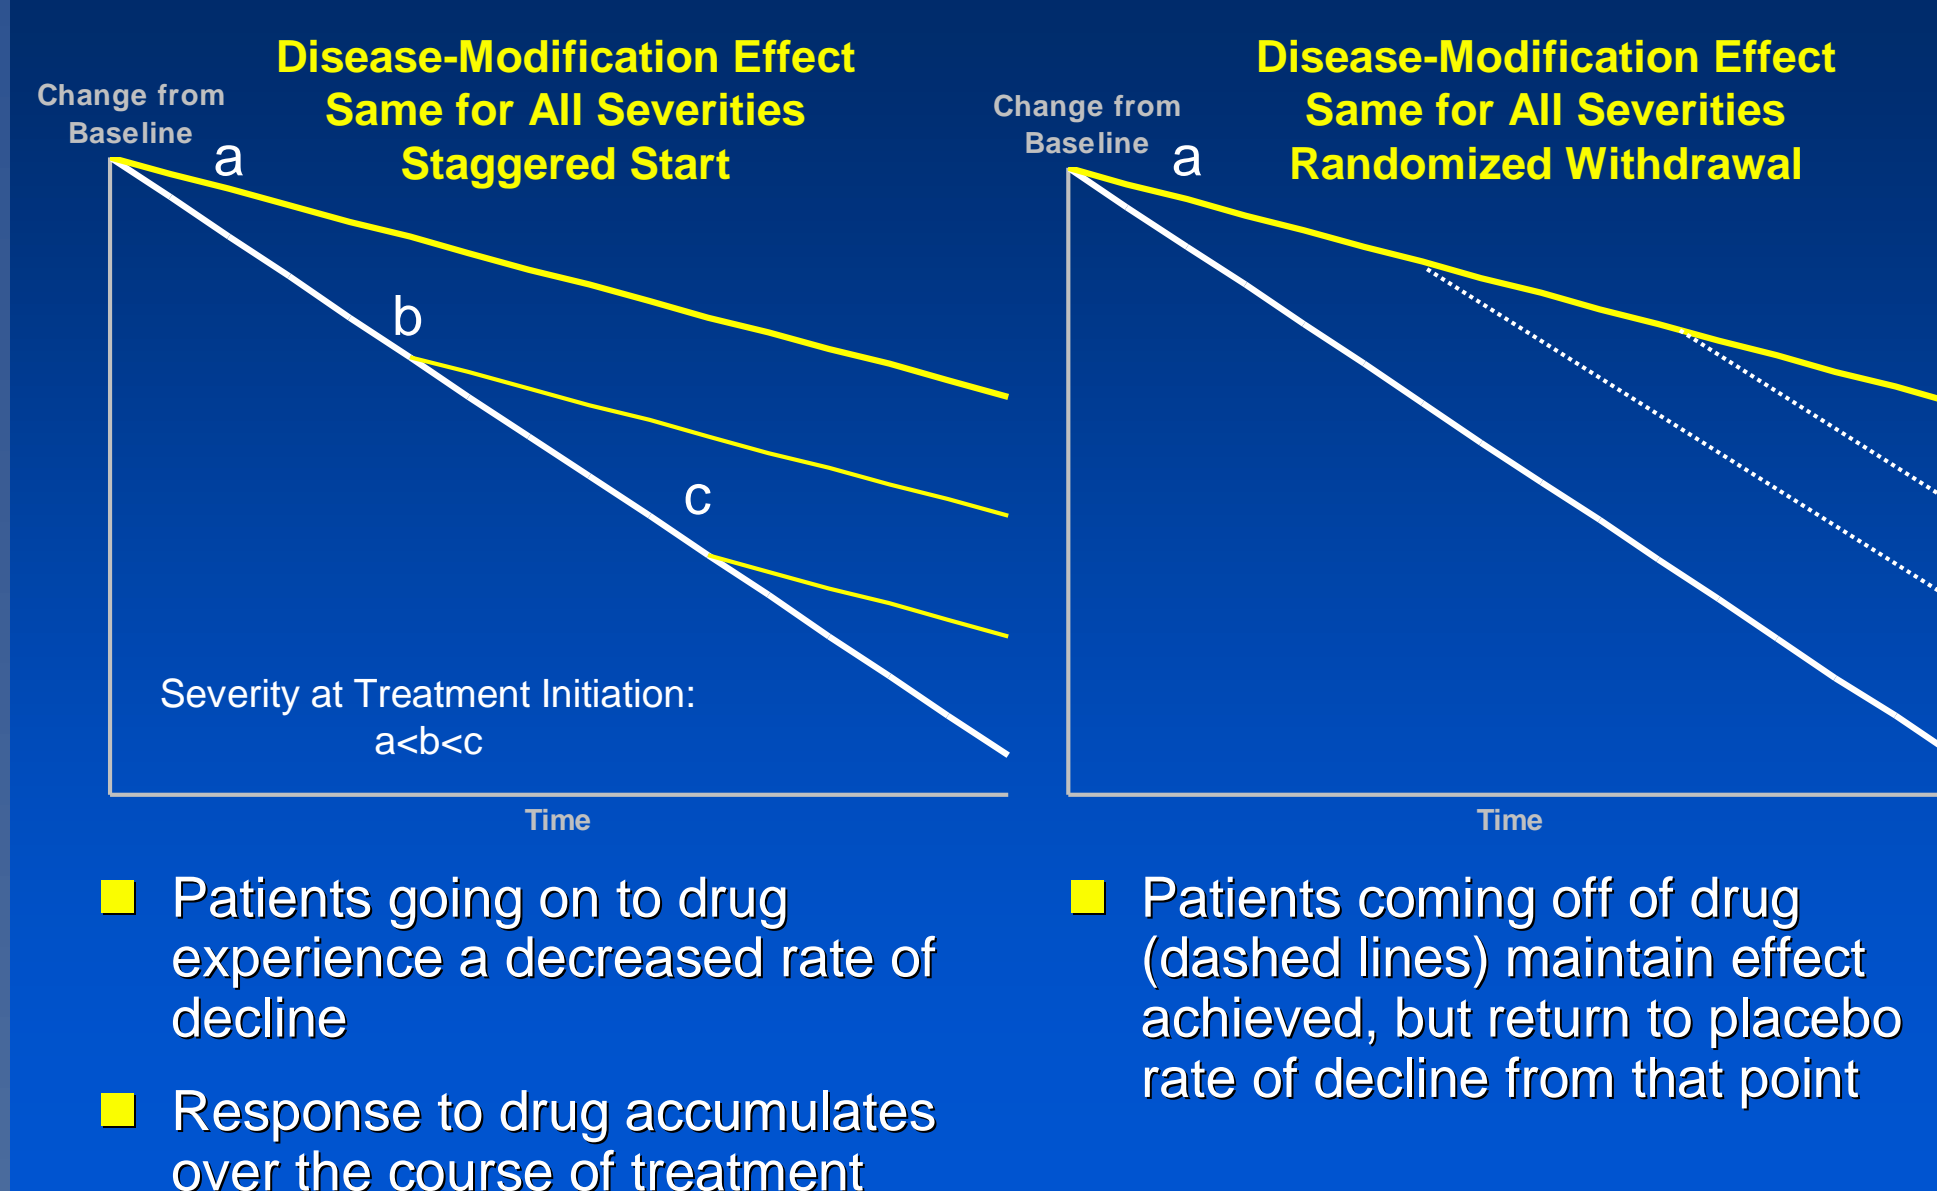 Disease-Modification Effect
Same for All Severities
Staggered Start
Change from
Baseline
a
b
c
Severity at Treatment Initiation:
a<b<c
Time
Patients going on to drug
experience a decreased rate of
decline
Response to drug accumulates
over the course of treatment
Disease-Modification Effect
Same for All Severities
Randomized Withdrawal
Change from
Baseline
a
Time
Patients coming off of drug
(dashed lines) maintain effect
achieved, but return to placebo
rate of decline from that point